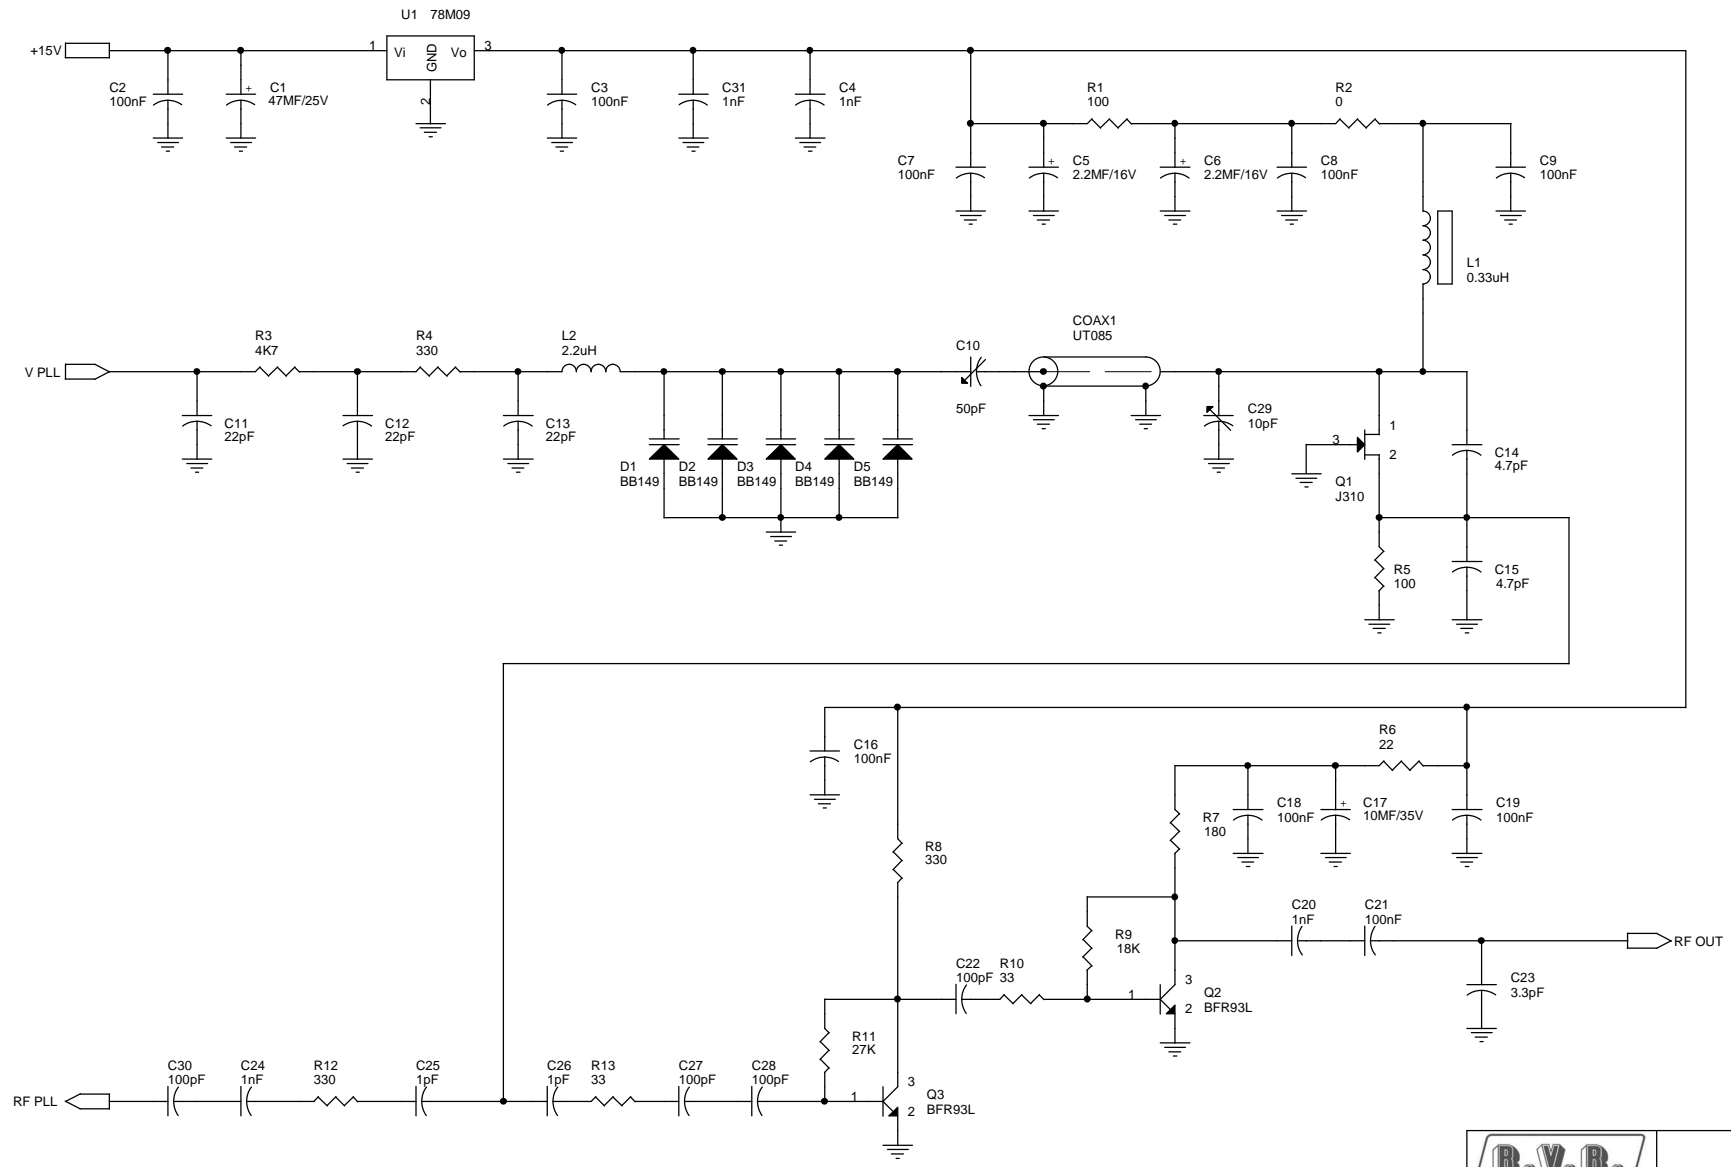 U1 78M09
+15V
1
Vi
GND
Vo
3
2
C2
100nF
C1
+
47MF/25V
C3
100nF
C31
1nF
C4
1nF
R1
100
R2
0
C7
100nF
+
C5
2.2MF/16V
+
C6
2.2MF/16V
C8
100nF
C9
100nF
L1
0.33uH
V PLL
R3
4K7
R4
330
L2
2.2uH
C10
50pF
COAX1
UT085
C11
22pF
C12
22pF
C13
22pF
D1
BB149
D2
BB149
D3
BB149
D4
BB149
D5
BB149
C29
10pF
3
1
2
Q1
J310
C14
4.7pF
R5
100
C15
4.7pF
C16
100nF
R6
22
R7
180
C18
100nF
+
C17
10MF/35V
C19
100nF
R8
330
R9
18K
C20
1nF
C21
100nF
RF OUT
C22
100pF
R10
33
1
3
2
Q2
BFR93L
C23
3.3pF
R11
27K
RF PLL
C30
100pF
C24
1nF
R12
330
C25
1pF
C26
1pF
R13
33
C27
100pF
C28
100pF
1
3
2
Q3
BFR93L
R.V.R.